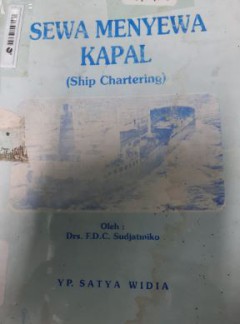 SEWA MENYEWA
KAPAL
(Ship Chartering)
Oleh :
Drs. F.D.C. Sudjatmiko
YP. SATYA WIDIA